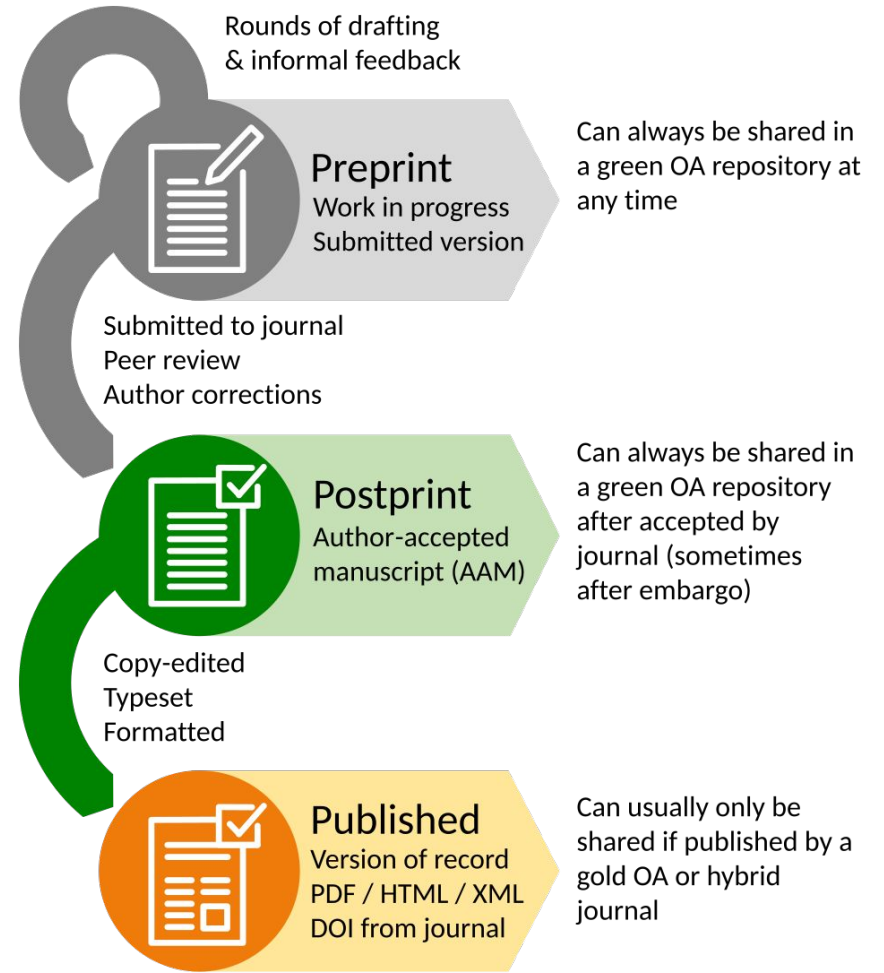 Rounds of drafting
& informal feedback
Preprint
Work in progress
Submitted version
Can always be shared in
a green OA repository at
any time
Submitted to journal
Peer review
Author corrections
Postprint
Author-accepted
manuscript (AAM)
Can always be shared in
a green OA repository
after accepted by
journal (sometimes
after embargo)
Copy-edited
Typeset
Formatted
Published
Version of record
PDF / HTML / XML
DOI from journal
Can usually only be
shared if published by a
gold OA or hybrid
journal